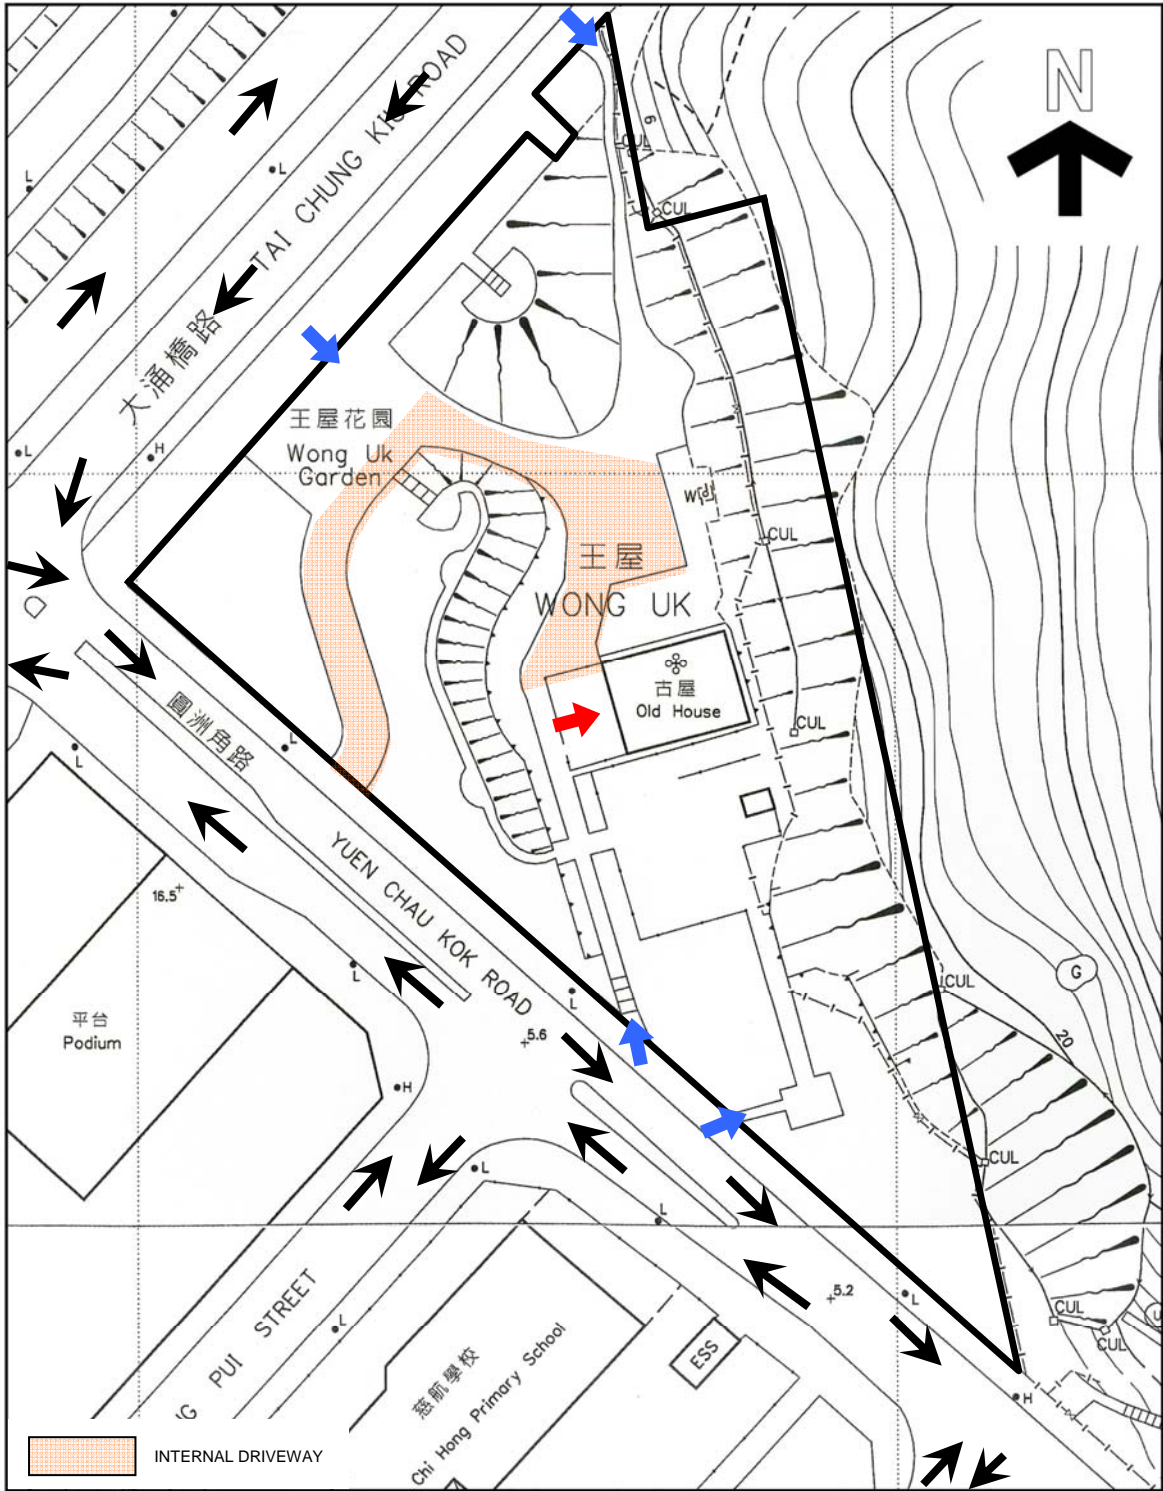 N
TAI CHUNG KIU ROAD
大涌橋路
L
L
L
H
6
CUL
CUL
王屋花園
Wong Uk
Garden
W
王屋
WONG UK
古屋
Old House
CUL
CUL
圓洲角路
L
L
YUEN CHAU KOK ROAD
16.5
L
L
5.6
平台
Podium
H
G
CUL
20
CUL
L
L
5.2
L
CUL
CUL
H
L
PUI STREET
慈航學校
Chi Hong Primary School
ESS
INTERNAL DRIVEWAY